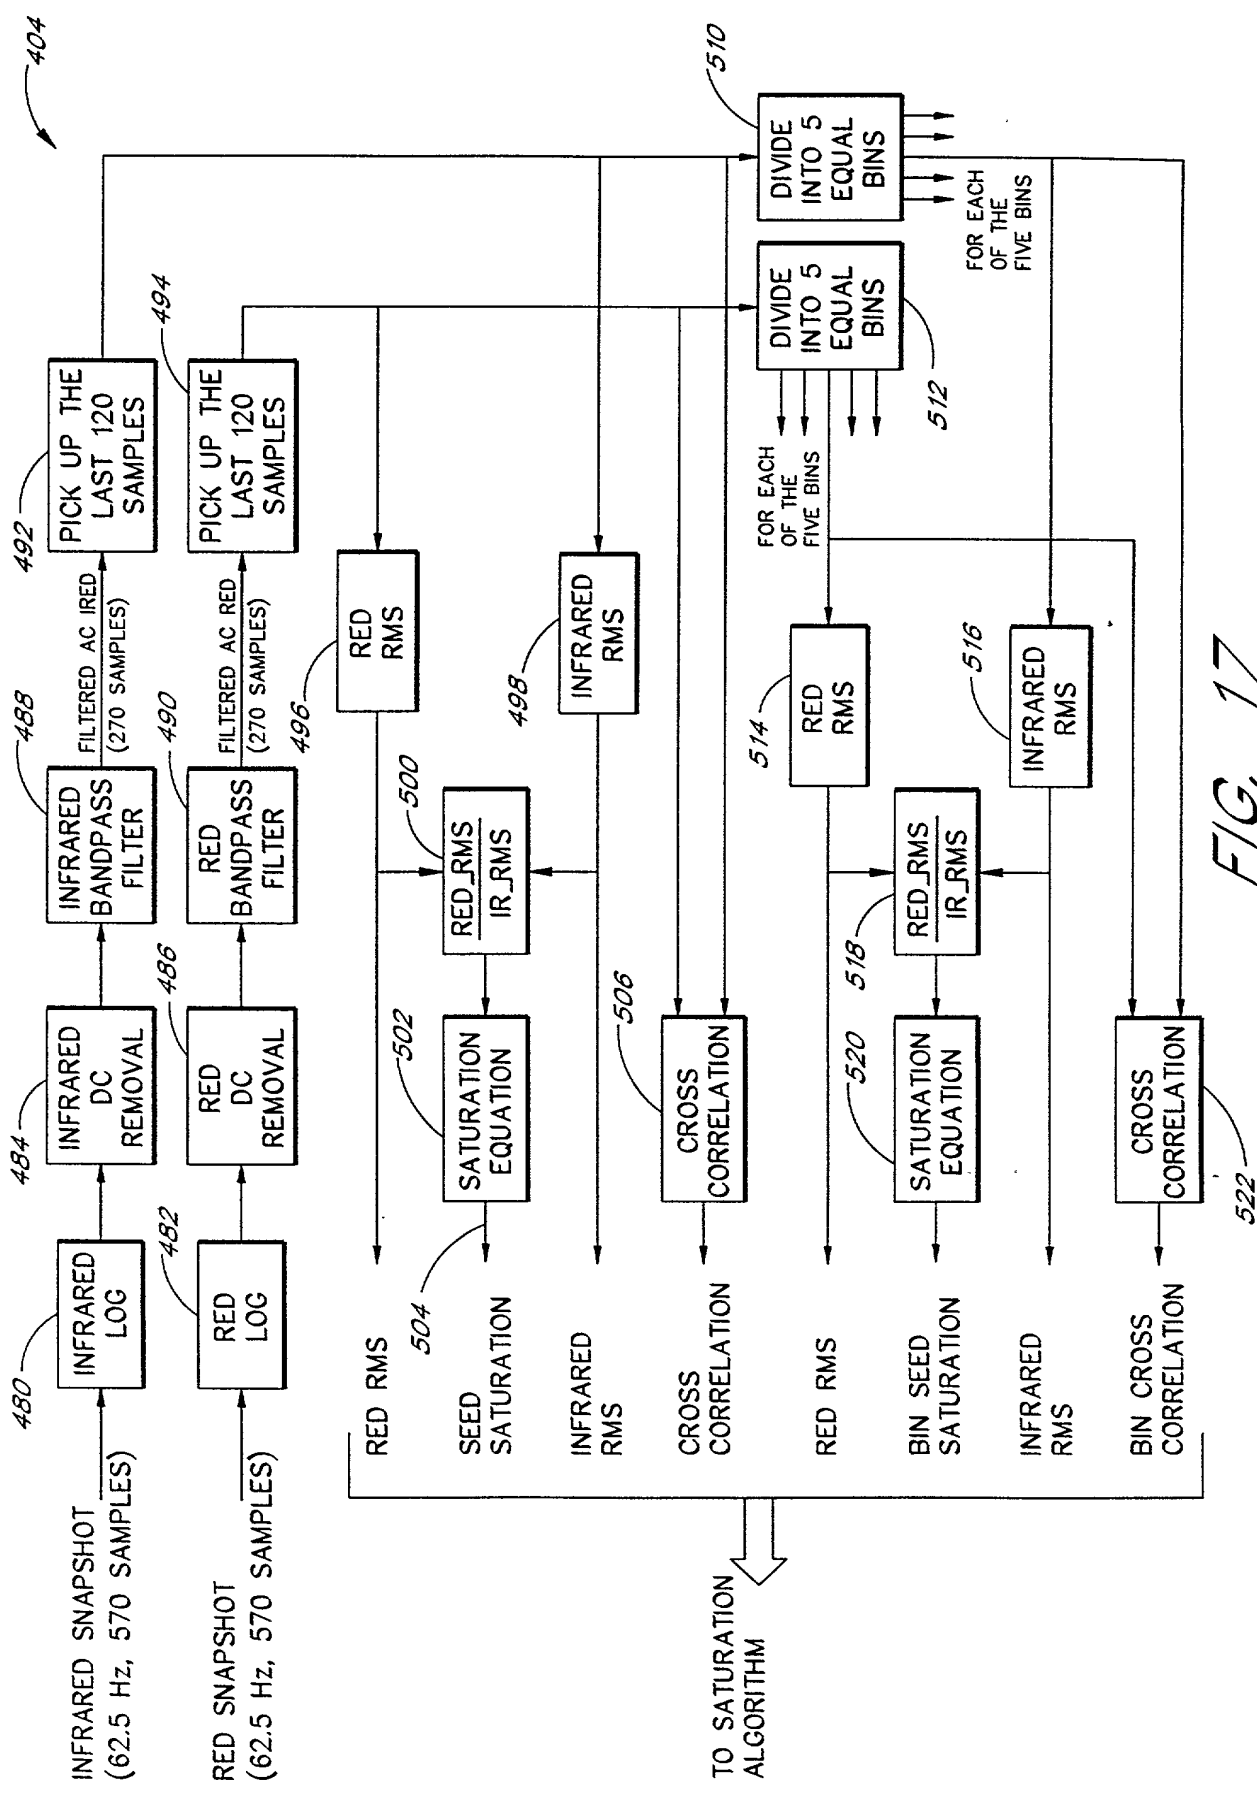 404
INFRARED SNAPSHOT
(62.5 Hz, 570 SAMPLES)
480
INFRARED
LOG
484
INFRARED
DC
REMOVAL
488
INFRARED
BANDPASS
FILTER
FILTERED AC IRED
(270 SAMPLES)
492
PICK UP THE
LAST 120
SAMPLES
RED SNAPSHOT
(62.5 Hz, 570 SAMPLES)
482
RED
LOG
486
RED
DC
REMOVAL
490
RED
BANDPASS
FILTER
FILTERED AC RED
(270 SAMPLES)
494
PICK UP THE
LAST 120
SAMPLES
RED RMS
496
RED
RMS
SEED
SATURATION
504
502
SATURATION
EQUATION
500
RED_RMS
IR_RMS
INFRARED
RMS
498
INFRARED
RMS
CROSS
CORRELATION
506
CROSS
CORRELATION
510
DIVIDE
INTO 5
EQUAL
BINS
FOR EACH
OF THE
FIVE BINS
512
DIVIDE
INTO 5
EQUAL
BINS
FOR EACH
OF THE
FIVE BINS
RED RMS
514
RED
RMS
BIN SEED
SATURATION
520
SATURATION
EQUATION
518
RED_RMS
IR_RMS
INFRARED
RMS
516
INFRARED
RMS
BIN CROSS
CORRELATION
522
CROSS
CORRELATION
TO SATURATION
ALGORITHM
FIG. 17